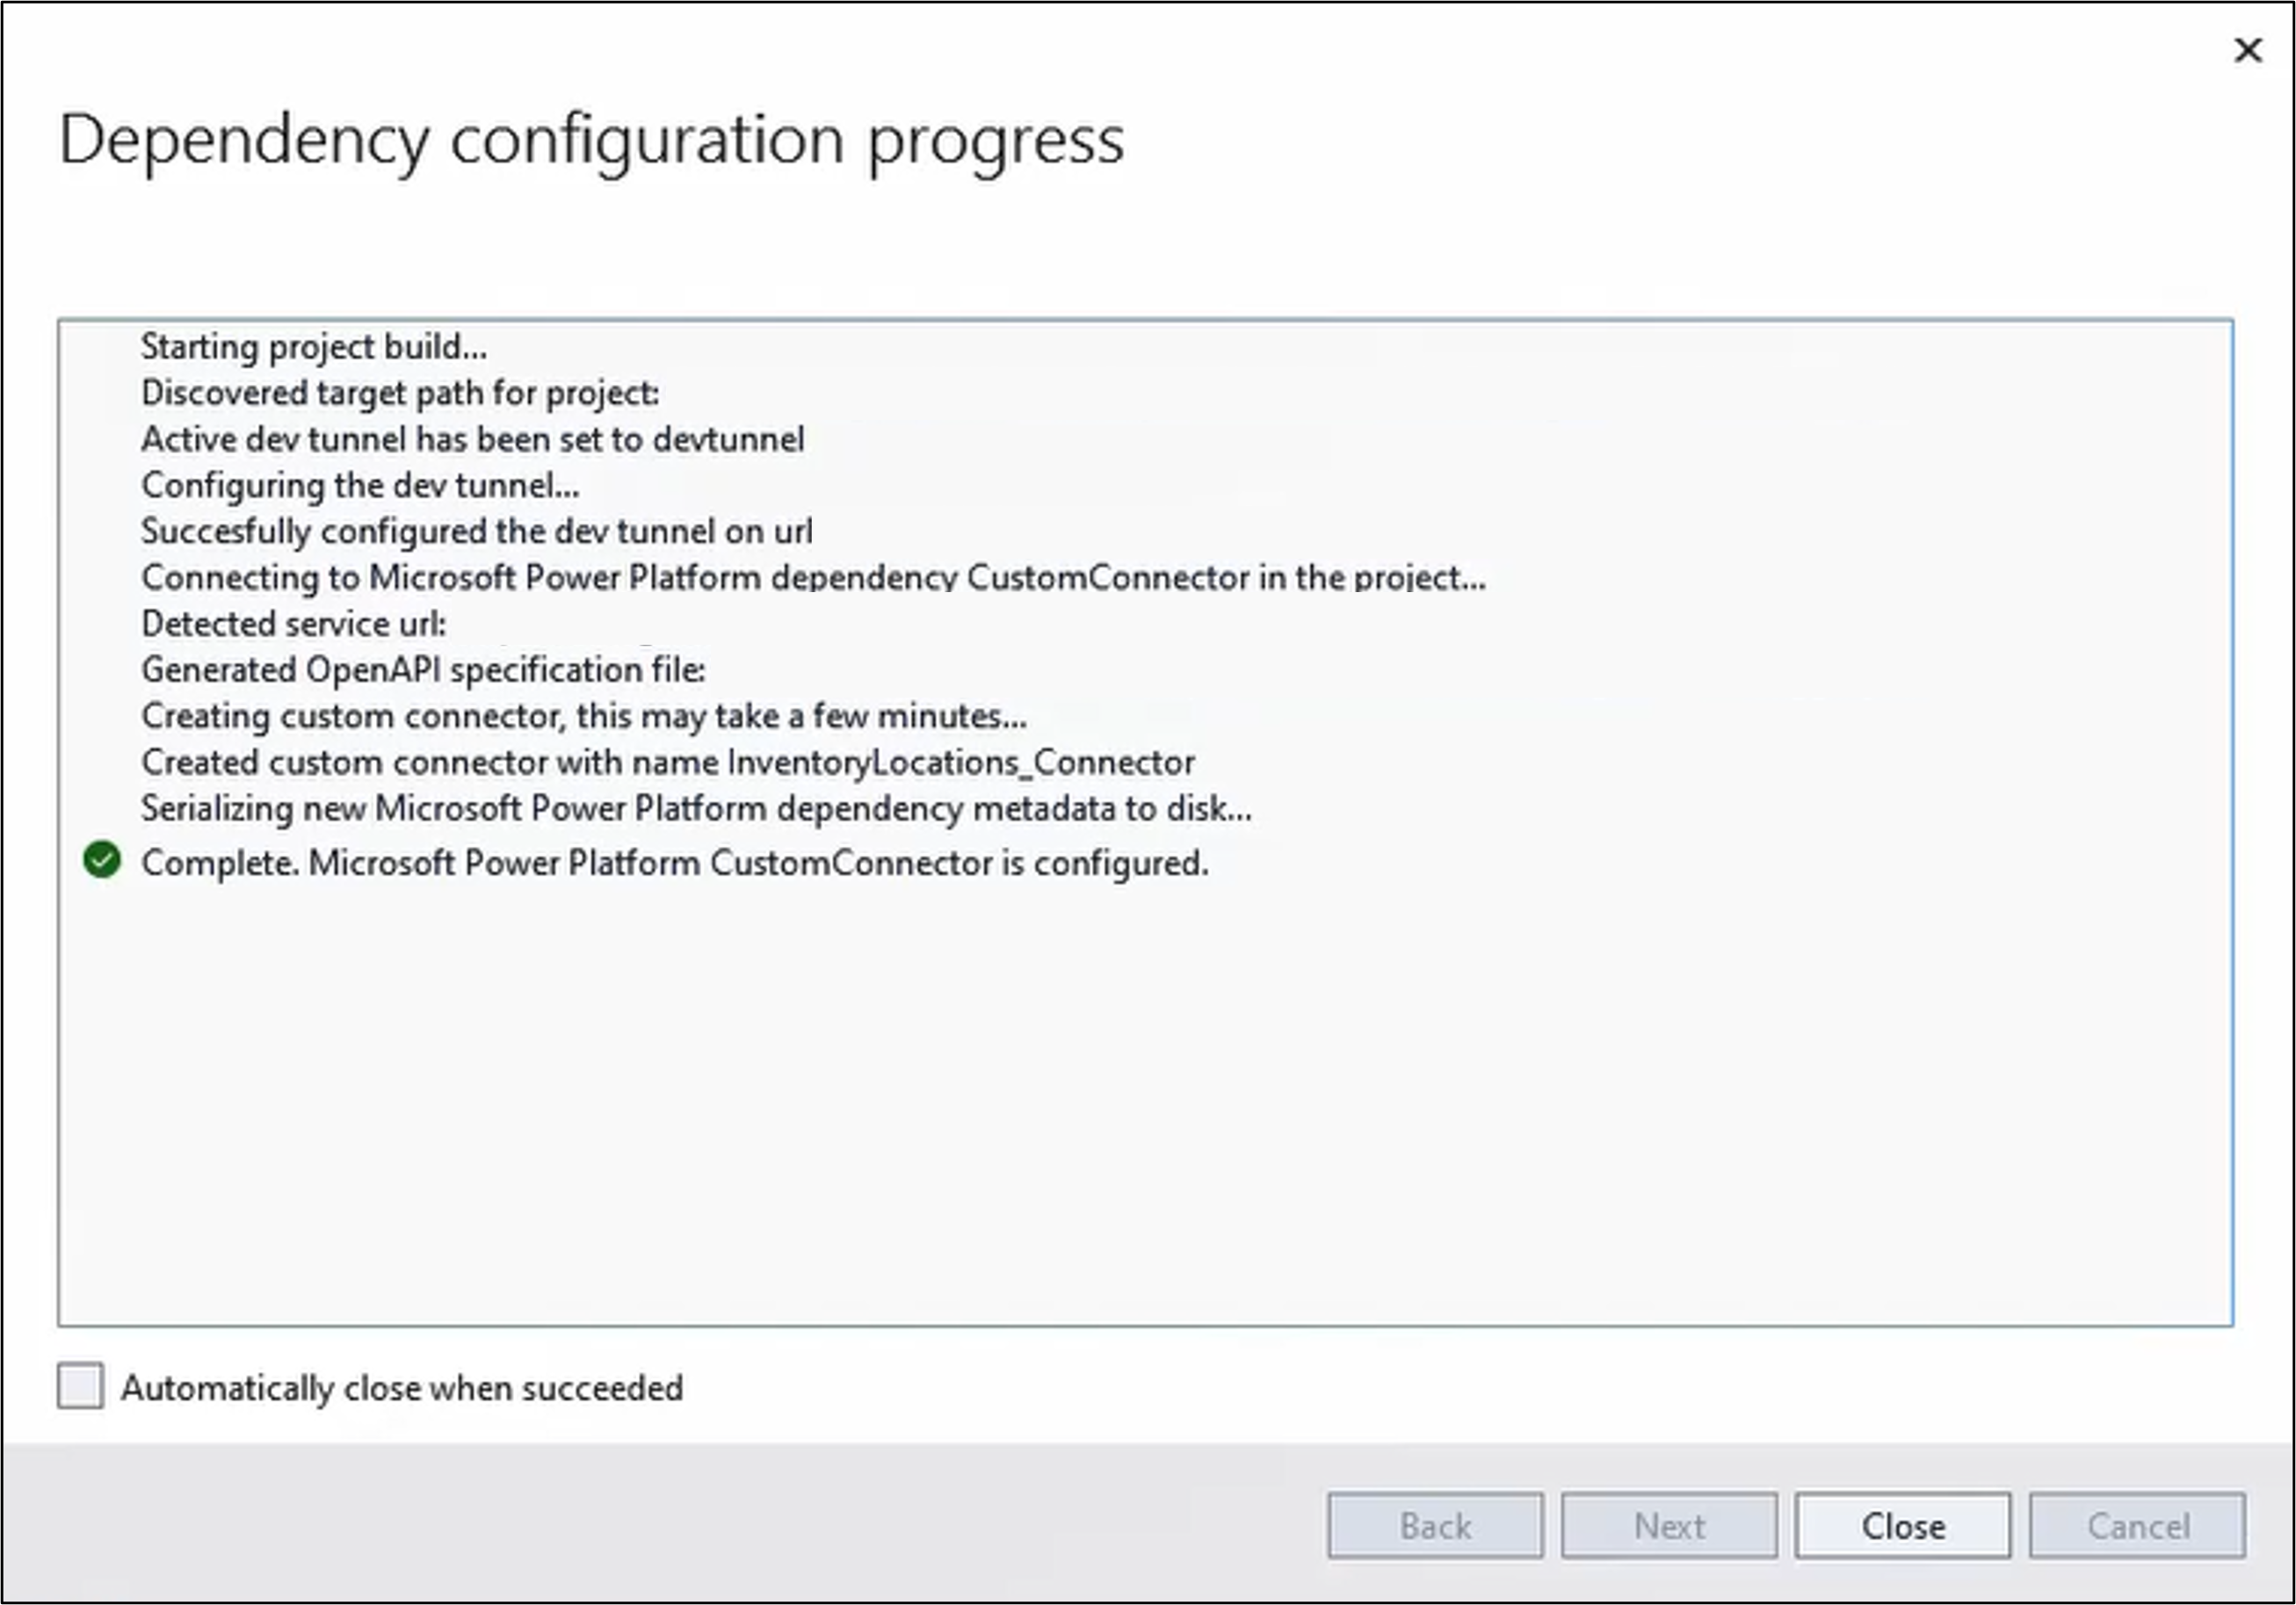 Dependency configuration progress
Starting project build...
Discovered target path for project:
Active dev tunnel has been set to devtunnel
Configuring the dev tunnel...
Succesfully configured the dev tunnel on url
Connecting to Microsoft Power Platform dependency CustomConnector in the project...
Detected service url:
Generated OpenAPI specification file:
Creating custom connector, this may take a few minutes...
Created custom connector with name InventoryLocations_Connector
Serializing new Microsoft Power Platform dependency metadata to disk...
Complete. Microsoft Power Platform CustomConnector is configured.
Automatically close when succeeded
Back Next Close Cancel